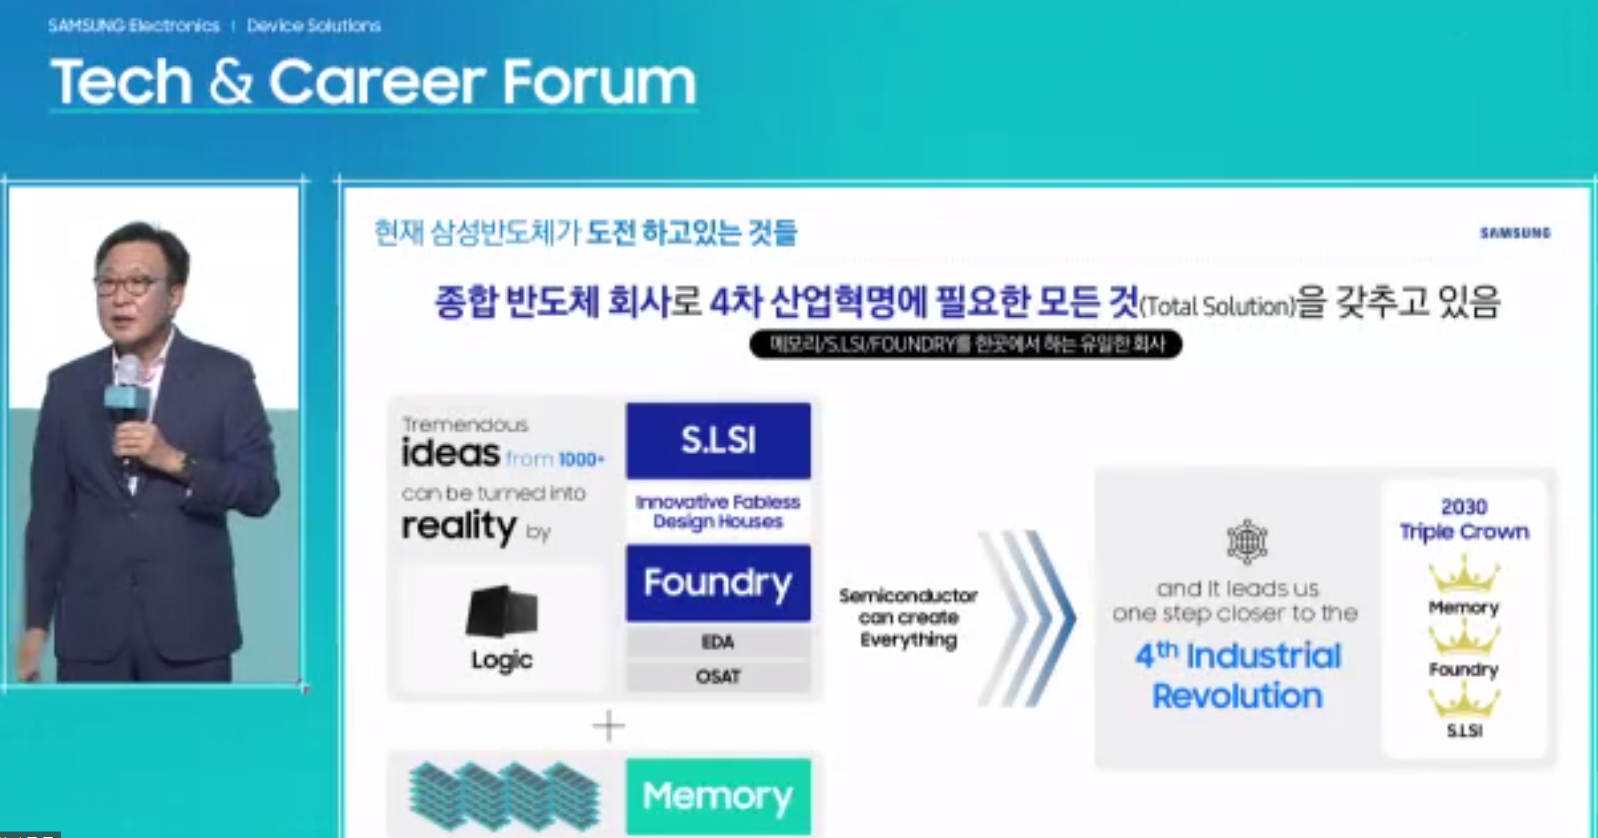 SAMSUNG Electronics | Device Solutions
Tech & Career Forum
현재 삼성반도체가 도전 하고있는 것들
SAMSUNG
종합 반도체 회사로 4차 산업혁명에 필요한 모든 것(Total Solution)을 갖추고 있음
메모리/S.LSI/FOUNDRY를 한곳에서 하는 유일한 회사
Tremendous
ideas from 1000+
can be turned into
reality by
Logic
S.LSI
Innovative Fabless
Design Houses
Foundry
EDA
OSAT
Memory
Semiconductor
can create
Everything
and It leads us
one step closer to the
4th Industrial
Revolution
2030
Triple Crown
Memory
Foundry
S.LSI